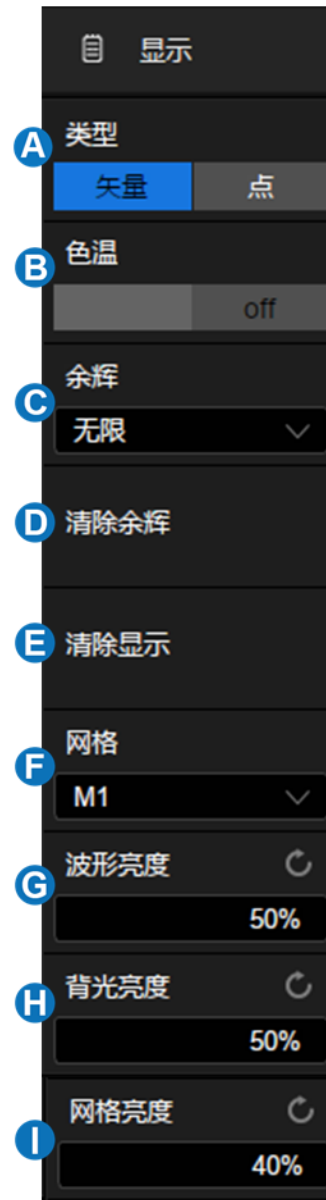 显示
A 类型
矢量 点
B 色温
off
余辉
C 无限
D 清除余辉
E 清除显示
网格
F M1
波形亮度
G 50%
背光亮度
H 50%
网格亮度
I 40%